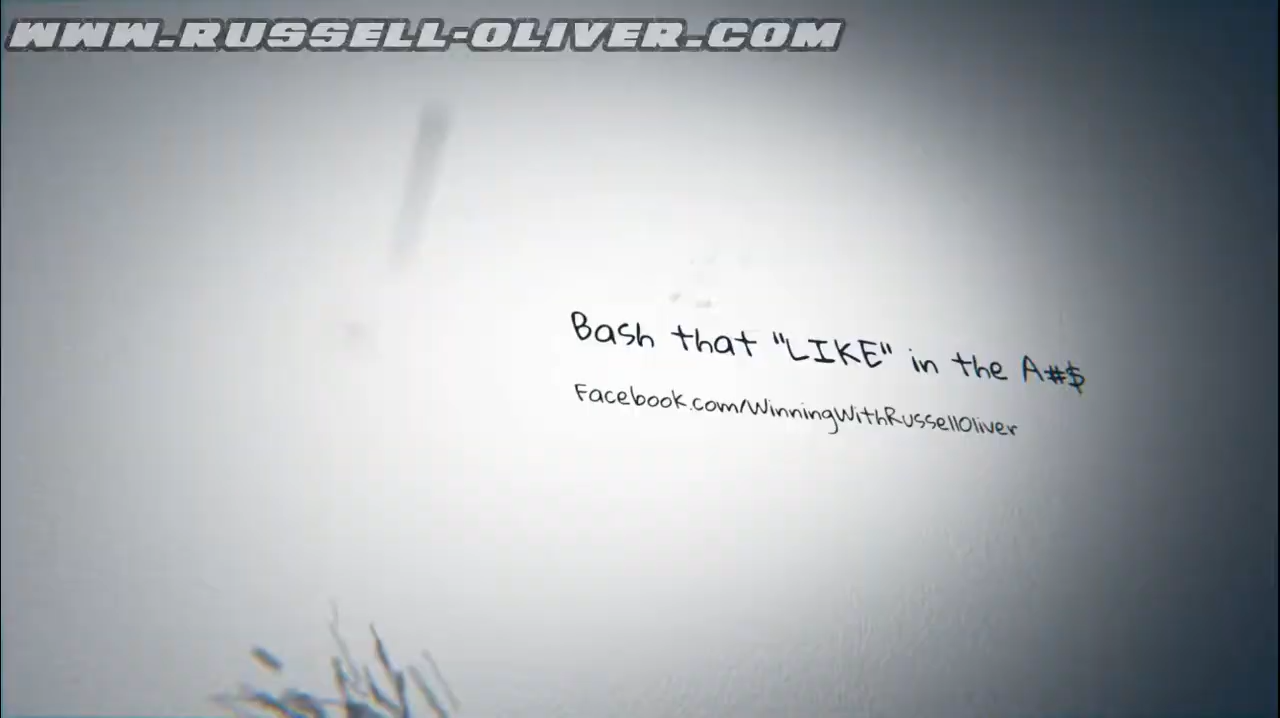 WWW.RUSSELL-OLIVER.COM
Bash that "LIKE" in the A#$
Facebook.com/WinningWithRussellOliver